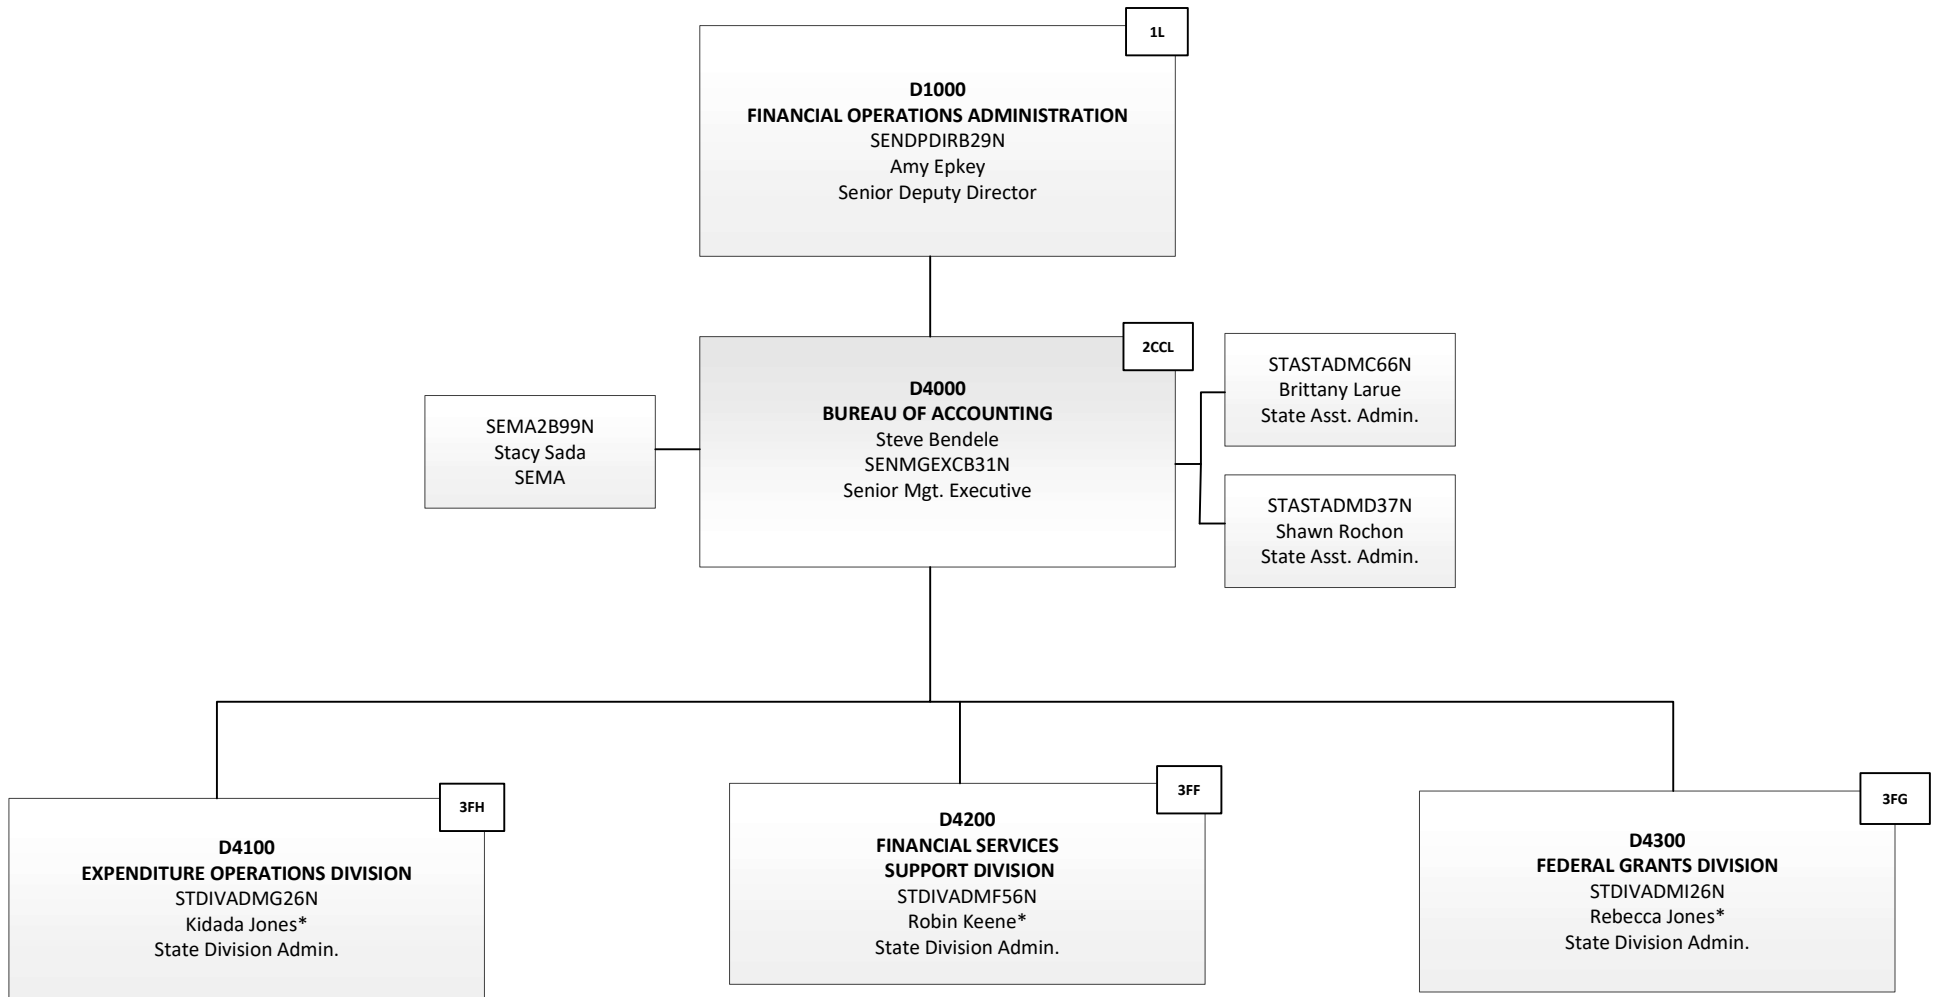 1L
D1000
FINANCIAL OPERATIONS ADMINISTRATION
SENDPDIRB29N
Amy Epkey
Senior Deputy Director
2CCL
D4000
BUREAU OF ACCOUNTING
Steve Bendele
SENMGEXCB31N
Senior Mgt. Executive
SEMA2B99N
Stacy Sada
SEMA
STASTADMC66N
Brittany Larue
State Asst. Admin.
STASTADMD37N
Shawn Rochon
State Asst. Admin.
3FH
D4100
EXPENDITURE OPERATIONS DIVISION
STDIVADMG26N
Kidada Jones*
State Division Admin.
3FF
D4200
FINANCIAL SERVICES
SUPPORT DIVISION
STDIVADMF56N
Robin Keene*
State Division Admin.
3FG
D4300
FEDERAL GRANTS DIVISION
STDIVADMI26N
Rebecca Jones*
State Division Admin.